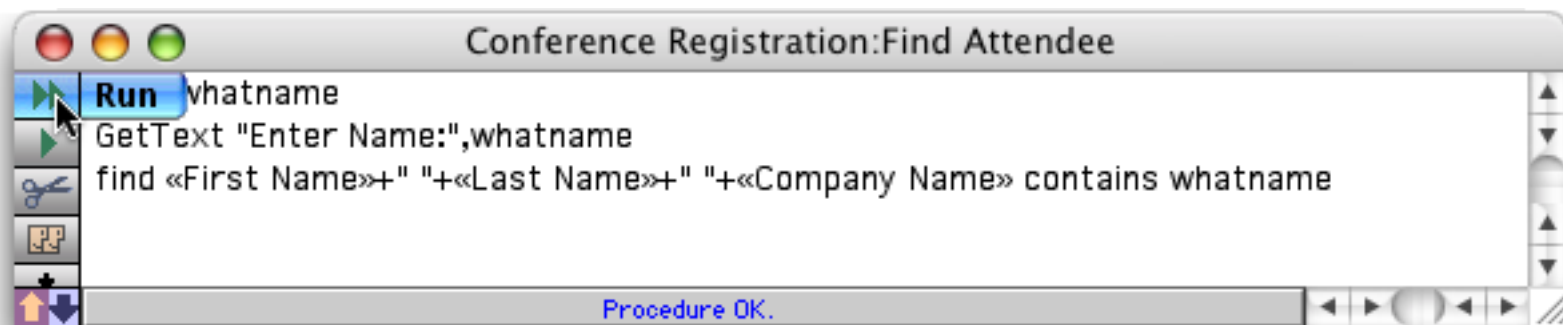 Conference Registration:Find Attendee
Run whatname
GetText "Enter Name:",whatname
find «First Name»+" "+«Last Name»+" "+«Company Name» contains whatname
Procedure OK.